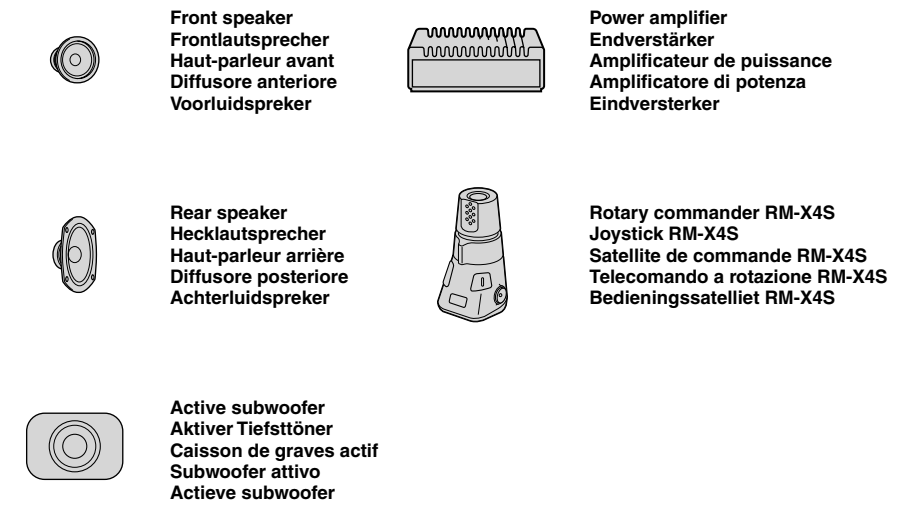 Front speaker
Frontlautsprecher
Haut-parleur avant
Diffusore anteriore
Voorluidspreker
Power amplifier
Endverstärker
Amplificateur de puissance
Amplificatore di potenza
Eindversterker
Rear speaker
Hecklautsprecher
Haut-parleur arrière
Diffusore posteriore
Achterluidspreker
Rotary commander RM-X4S
Joystick RM-X4S
Satellite de commande RM-X4S
Telecomando a rotazione RM-X4S
Bedieningssatelliet RM-X4S
Active subwoofer
Aktiver Tiefsttöner
Caisson de graves actif
Subwoofer attivo
Actieve subwoofer